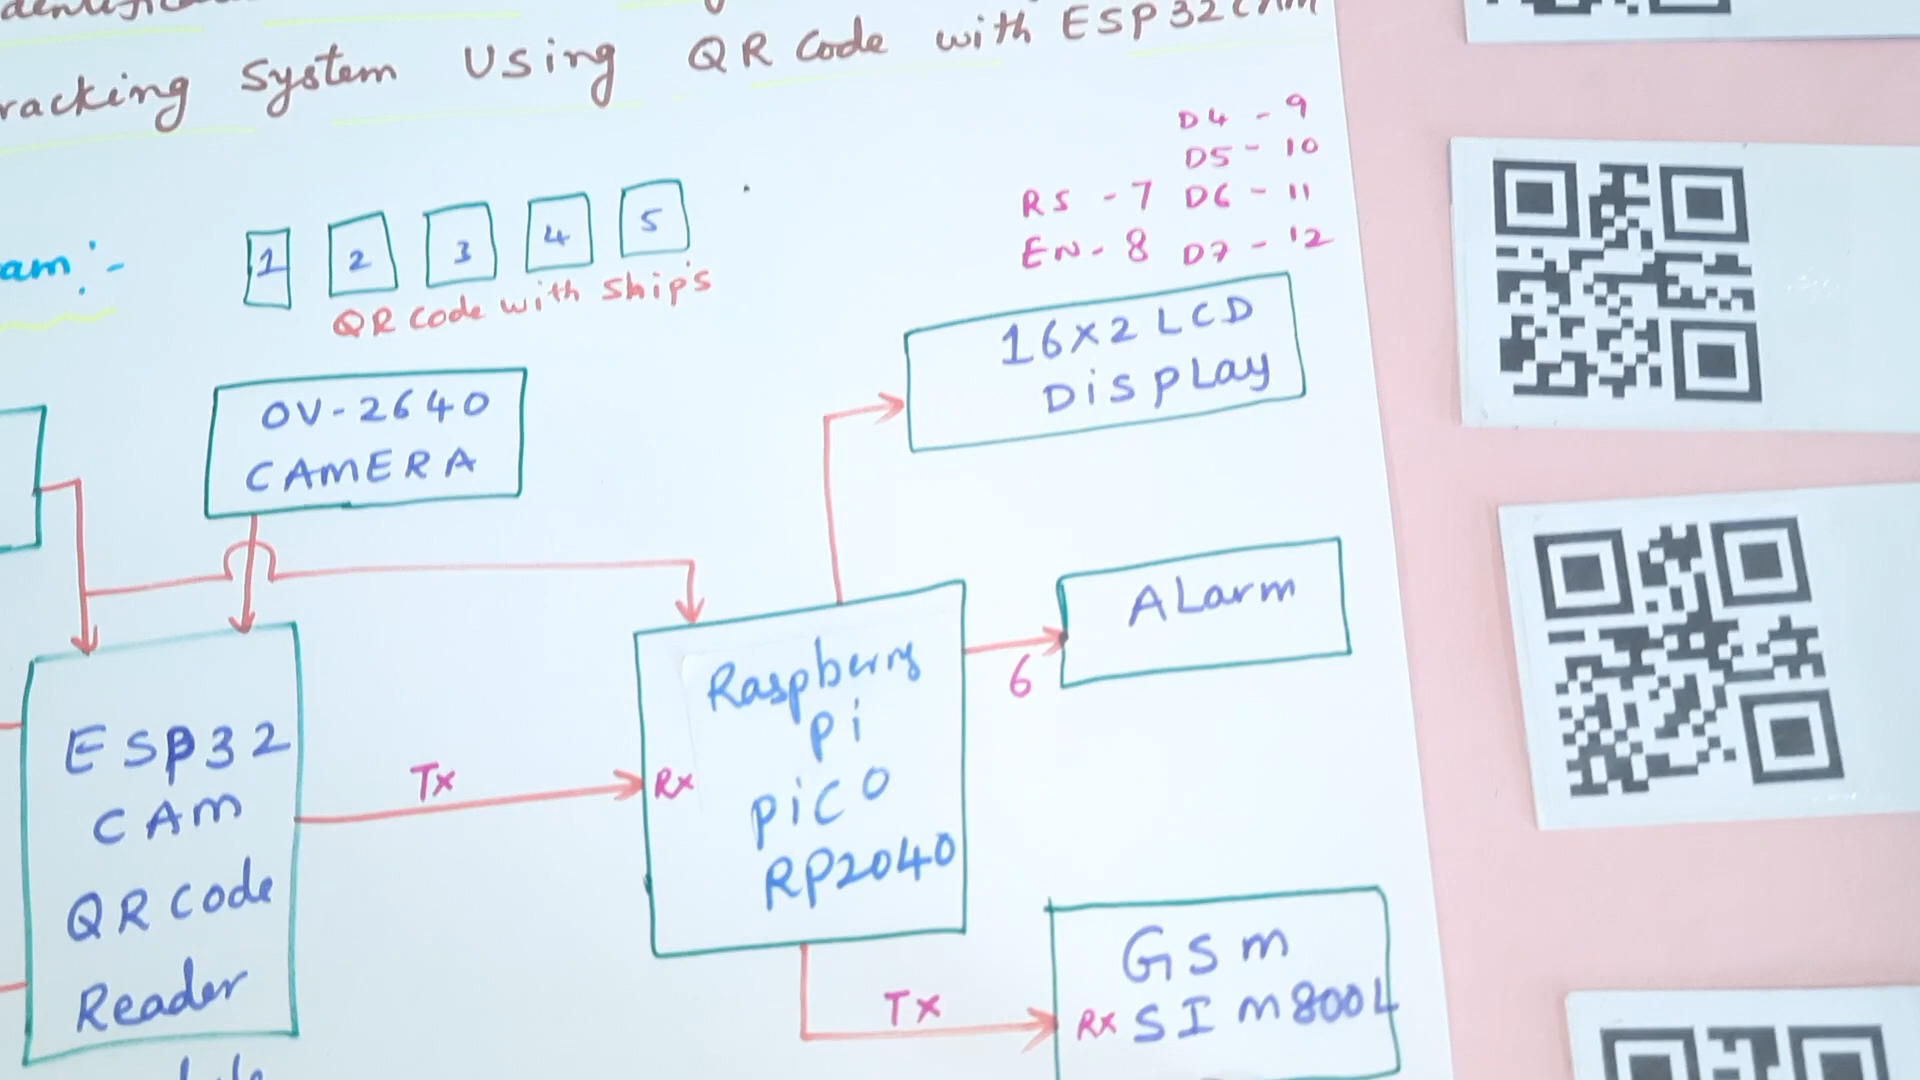 racking System Using QR Code with ESP32CAM
D4 - 9
D5 - 10
RS - 7 D6 - 11
EN - 8 D7 - 12
am :-
1 2 3 4 5
QR code with Ship's
16X2 LCD
Display
OV-2640
CAMERA
ALarm
6
Raspberry
Pi
PiCO
RP2040
ESP32
CAM
QR code
Reader
Tx
Rx
Tx
GSm
Rx SIM800L